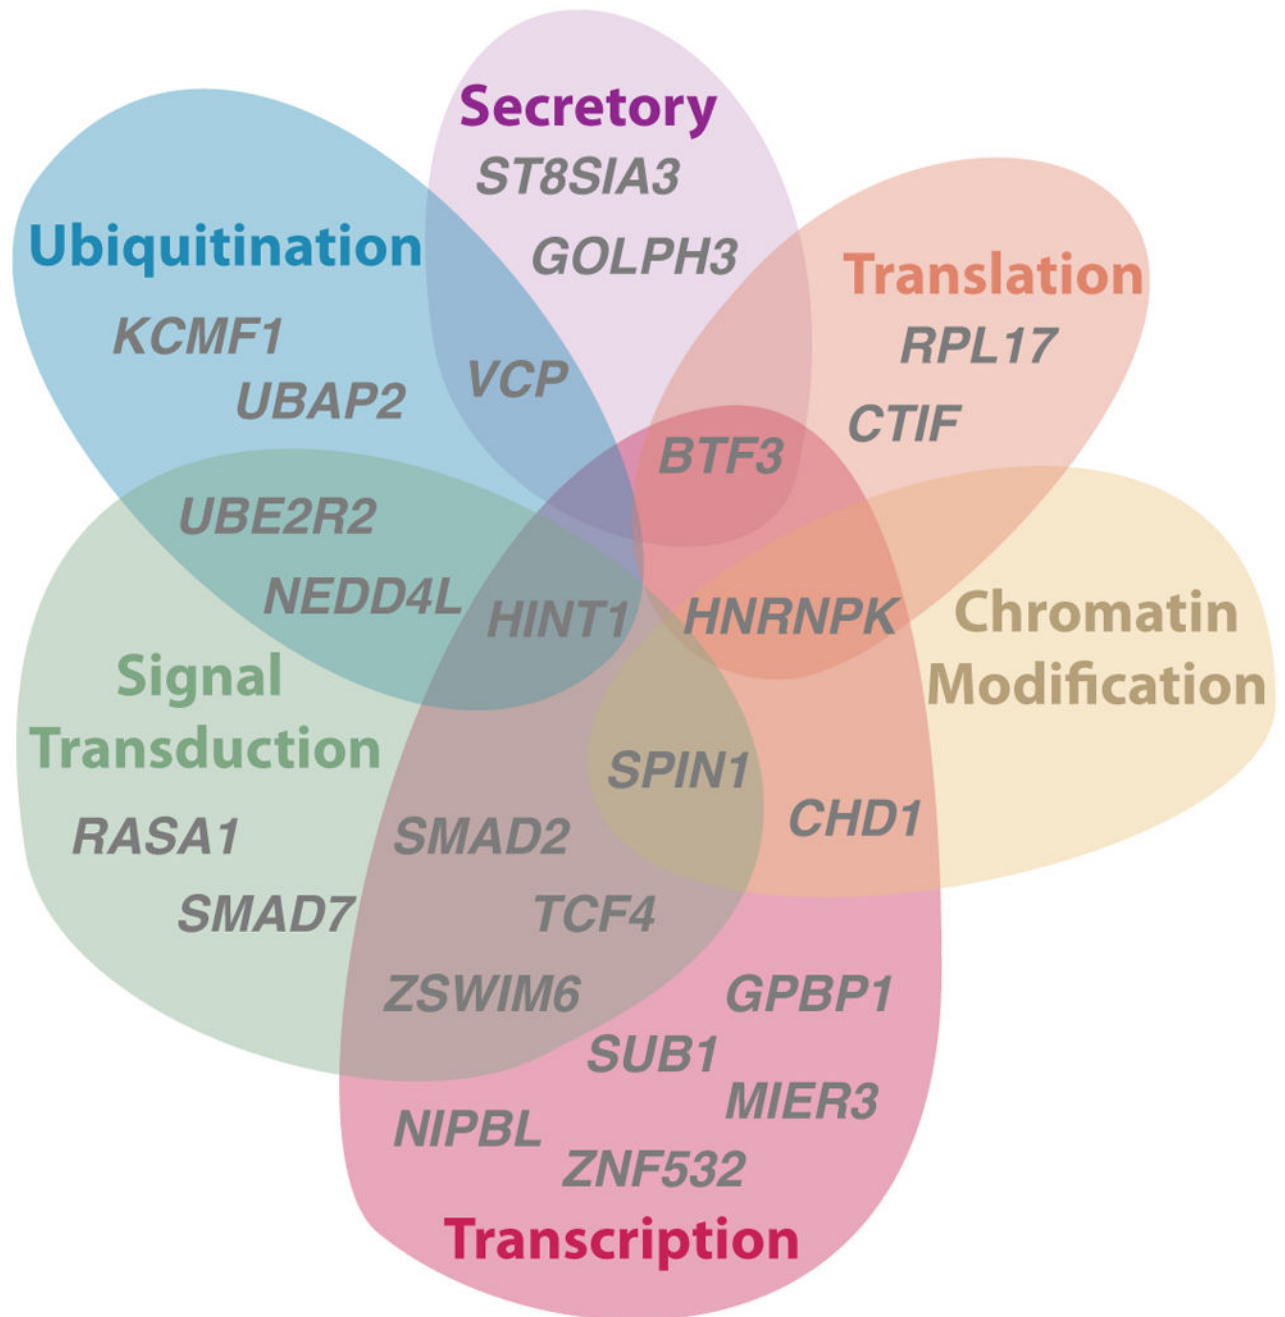 Secretory
ST8SIA3
GOLPH3
Ubiquitination
KCMF1
UBAP2
VCP
Translation
RPL17
CTIF
BTF3
UBE2R2
NEDD4L
HINT1
HNRNPK
Chromatin
Modification
Signal
Transduction
RASA1
SMAD7
SMAD2
TCF4
ZSWIM6
SPIN1
CHD1
GPBP1
SUB1
MIER3
NIPBL
ZNF532
Transcription